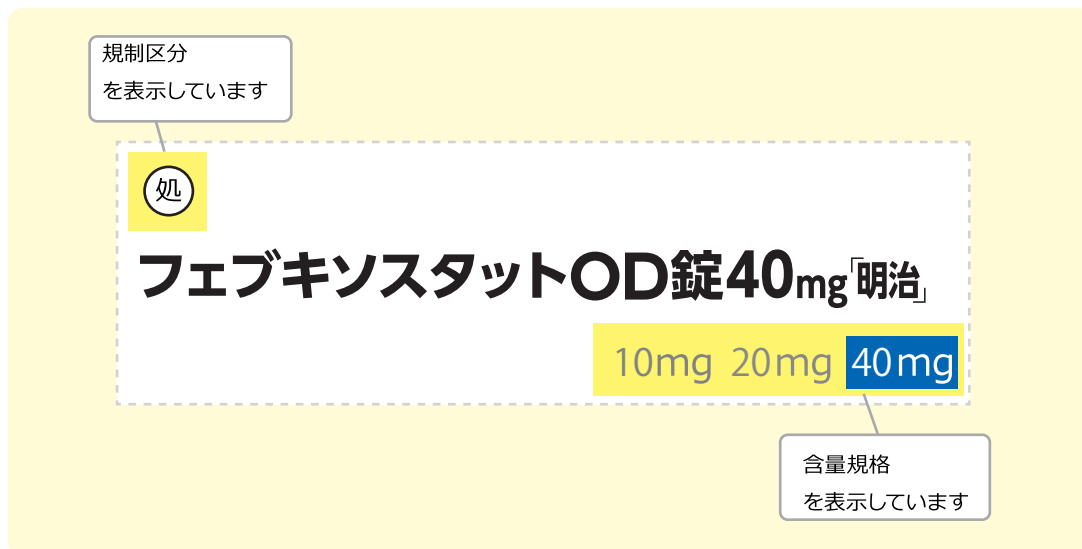 規制区分
を表示しています
処
フェブキソスタットOD錠40mg「明治」
10mg 20mg 40mg
含量規格
を表示しています